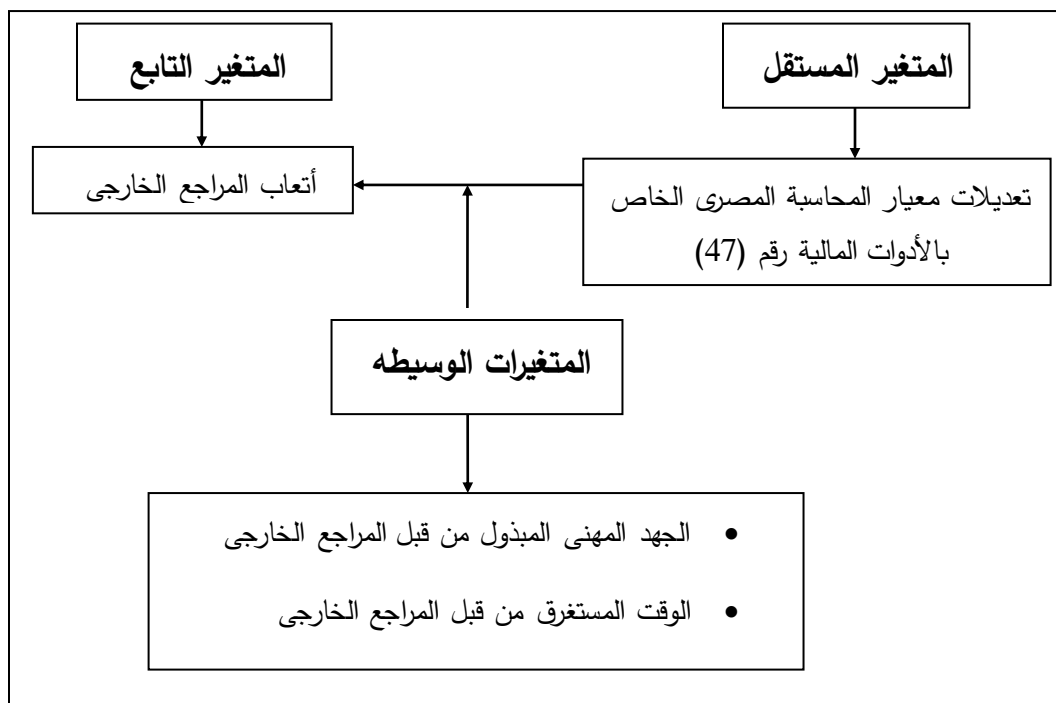 المتغير المستقل
المتغير التابع
تعديلات معيار المحاسبة المصرى الخاص
بالأدوات المالية رقم (47)
أتعاب المراجع الخارجى
المتغيرات الوسيطه
• الجهد المهنى المبذول من قبل المراجع الخارجى
• الوقت المستغرق من قبل المراجع الخارجى